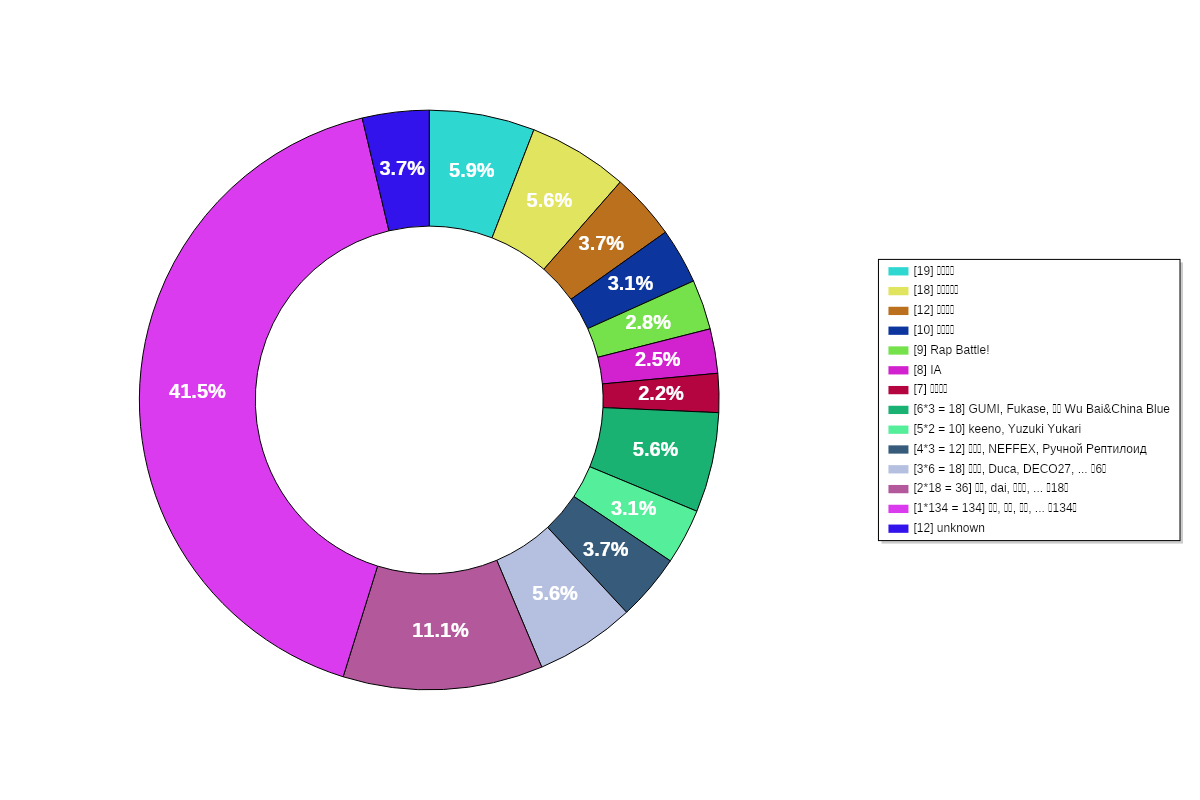 3.7%
5.9%
5.6%
3.7%
3.1%
2.8%
2.5%
2.2%
5.6%
3.1%
3.7%
5.6%
11.1%
41.5%
[19]
[18]
[12]
[10]
[9] Rap Battle!
[8] IA
[7]
[6*3 = 18] GUMI, Fukase, Wu Bai&China Blue
[5*2 = 10] keeno, Yuzuki Yukari
[4*3 = 12] , NEFFEX, Ручной Рептилоид
[3*6 = 18] , Duca, DECO27, ... 6
[2*18 = 36] , dai, , ... 18
[1*134 = 134] , , , ... 134
[12] unknown